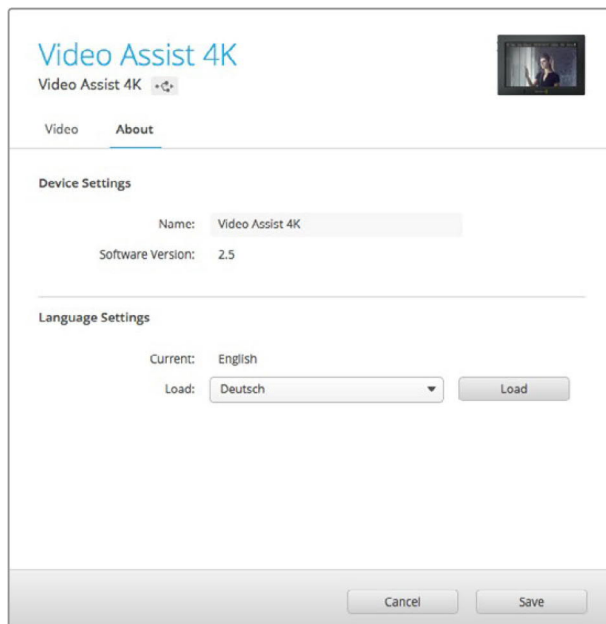 Video Assist 4K
Video Assist 4K
Video About
Device Settings
Name: Video Assist 4K
Software Version: 2.5
Language Settings
Current: English
Load: Deutsch Load
Cancel Save